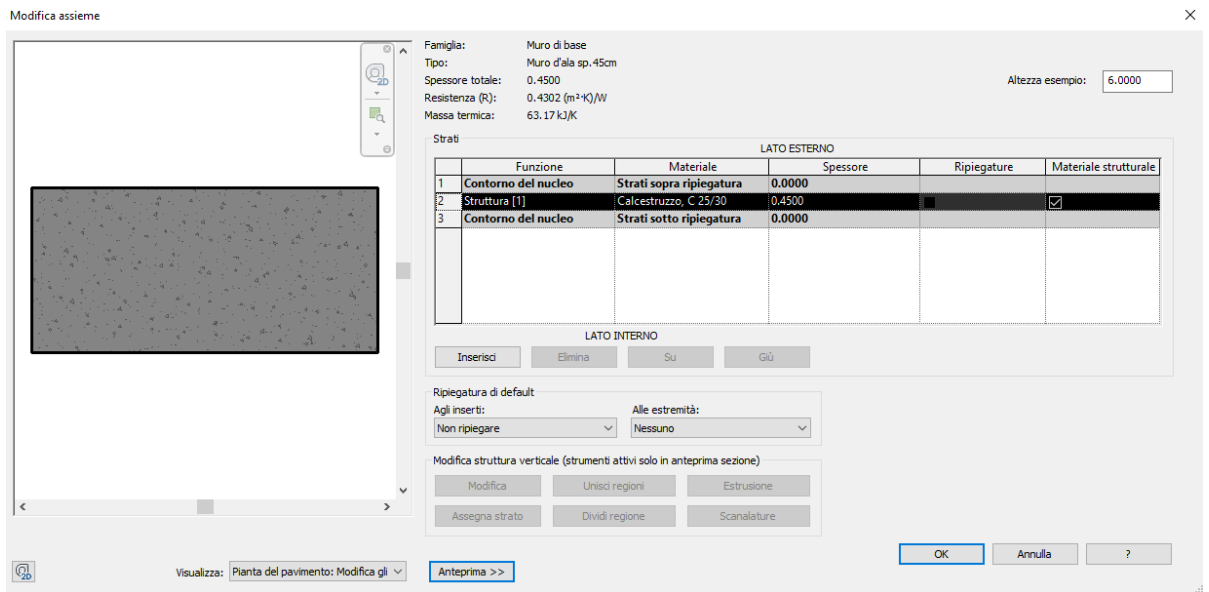 Modifica assieme
2D
Famiglia: Muro di base
Tipo: Muro d'ala sp.45cm
Spessore totale: 0.4500
Resistenza (R): 0.4302 (m²·K)/W
Massa termica: 63.17 kJ/K
Altezza esempio: 6.0000
Strati
LATO ESTERNO
Funzione Materiale Spessore Ripiegature Materiale strutturale
1 Contorno del nucleo Strati sopra ripiegatura 0.0000
2 Struttura [1] Calcestruzzo, C 25/30 0.4500
3 Contorno del nucleo Strati sotto ripiegatura 0.0000
LATO INTERNO
Inserisci Elimina Su Giù
Ripiegatura di default
Agli inserti: Alle estremità:
Non ripiegare Nessuno
Modifica struttura verticale (strumenti attivi solo in anteprima sezione)
Modifica Unisci regioni Estrusione
Assegna strato Dividi regione Scanalature
OK Annulla ?
2D Visualizza: Pianta del pavimento: Modifica gli Anteprima >>